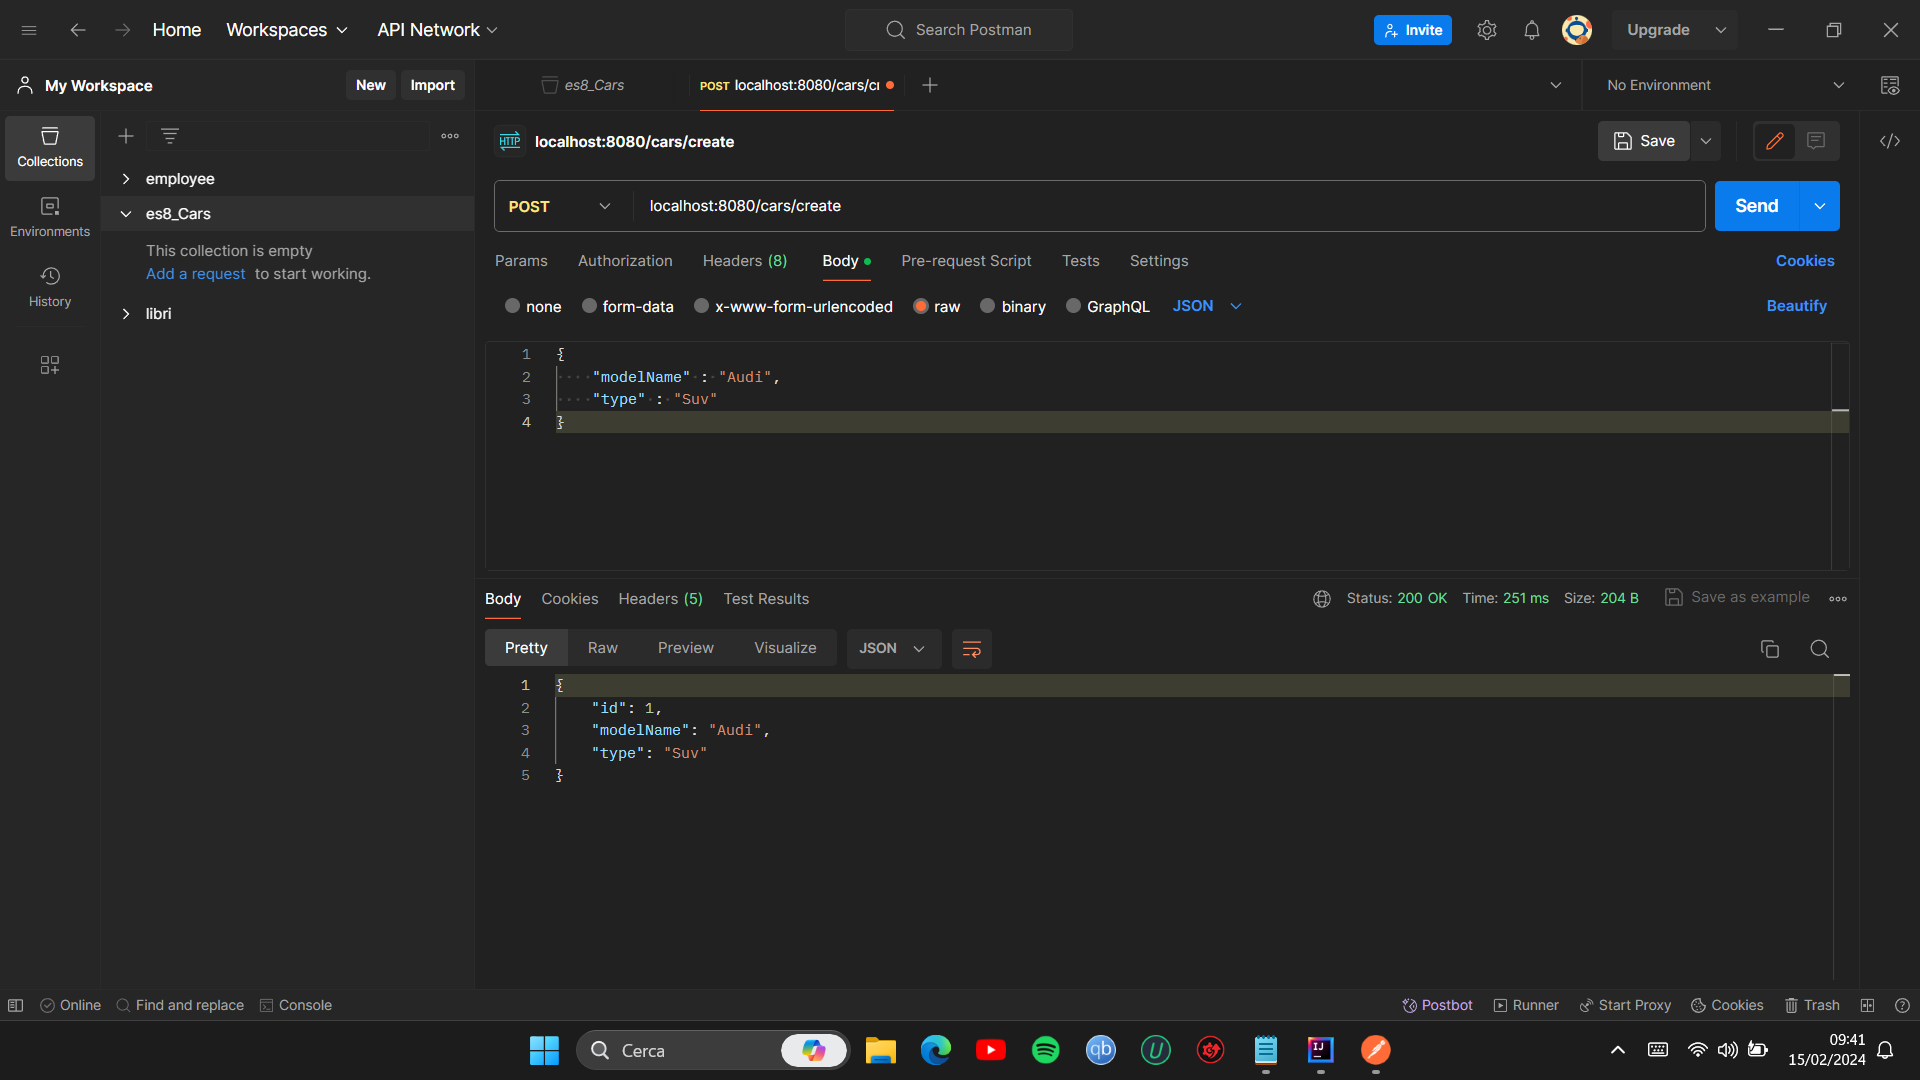 Home
Workspaces
API Network
Search Postman
Invite
Upgrade
My Workspace
New
Import
es8_Cars
POST localhost:8080/cars/cr
No Environment
Collections
Environments
History
employee
es8_Cars
This collection is empty
Add a request to start working.
libri
HTTP localhost:8080/cars/create
Save
POST
localhost:8080/cars/create
Send
Params
Authorization
Headers (8)
Body
Pre-request Script
Tests
Settings
Cookies
none
form-data
x-www-form-urlencoded
raw
binary
GraphQL
JSON
Beautify
1 {
2 "modelName" : "Audi",
3 "type" : "Suv"
4 }
Body
Cookies
Headers (5)
Test Results
Status: 200 OK
Time: 251 ms
Size: 204 B
Save as example
Pretty
Raw
Preview
Visualize
JSON
1 {
2 "id": 1,
3 "modelName": "Audi",
4 "type": "Suv"
5 }
Online
Find and replace
Console
Postbot
Runner
Start Proxy
Cookies
Trash
Cerca
qb
U
IJ
09:41
15/02/2024